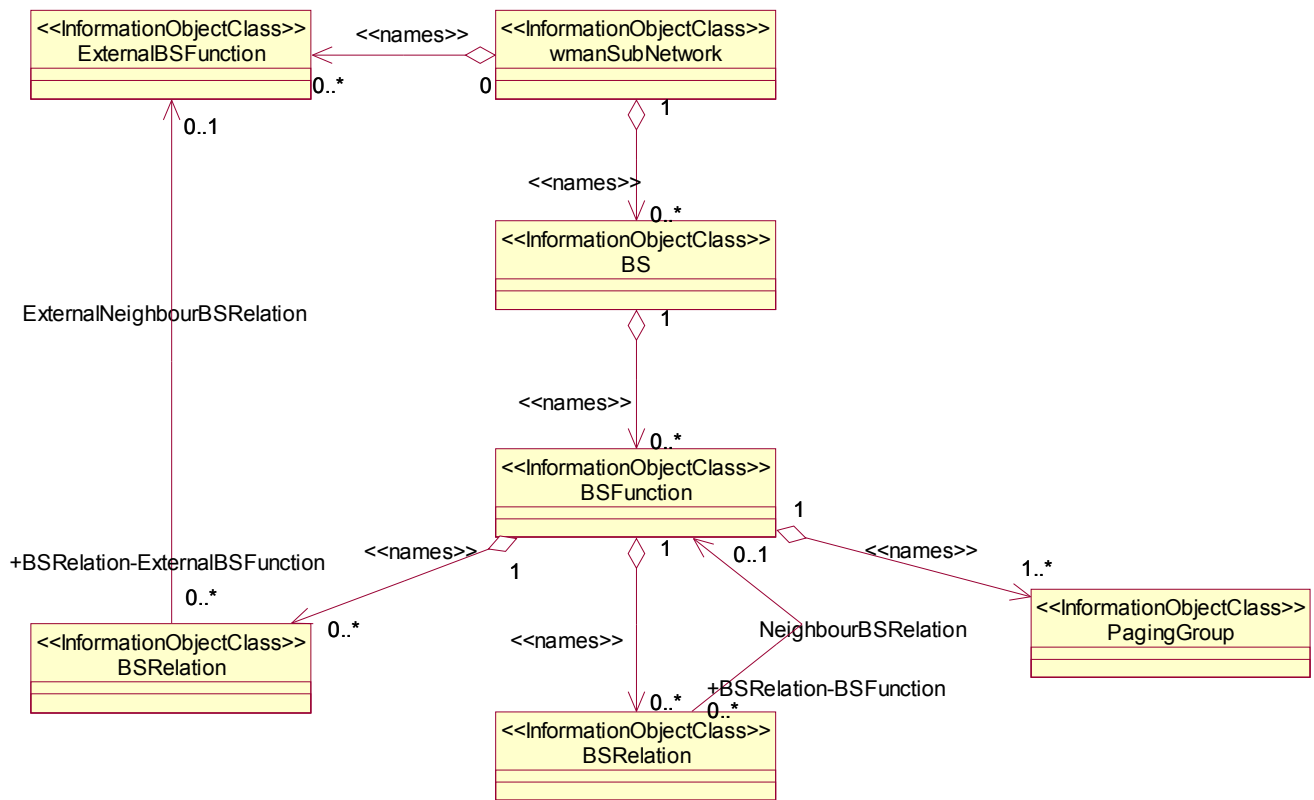 <<InformationObjectClass>>
ExternalBSFunction
<<names>>
<<InformationObjectClass>>
wmanSubNetwork
0..*
0
1
0..1
<<names>>
0..*
<<InformationObjectClass>>
BS
1
ExternalNeighbourBSRelation
<<names>>
0..*
<<InformationObjectClass>>
BSFunction
1
<<names>>
1
1
0..1
<<names>>
+BSRelation-ExternalBSFunction
0..*
0..*
1..*
<<InformationObjectClass>>
BSRelation
<<names>>
NeighbourBSRelation
<<InformationObjectClass>>
PagingGroup
+BSRelation-BSFunction
0..*
0..*
<<InformationObjectClass>>
BSRelation